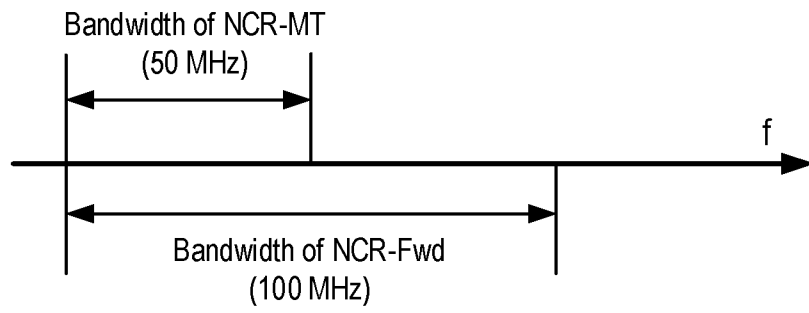 Bandwidth of NCR-MT
(50 MHz)
f
Bandwidth of NCR-Fwd
(100 MHz)